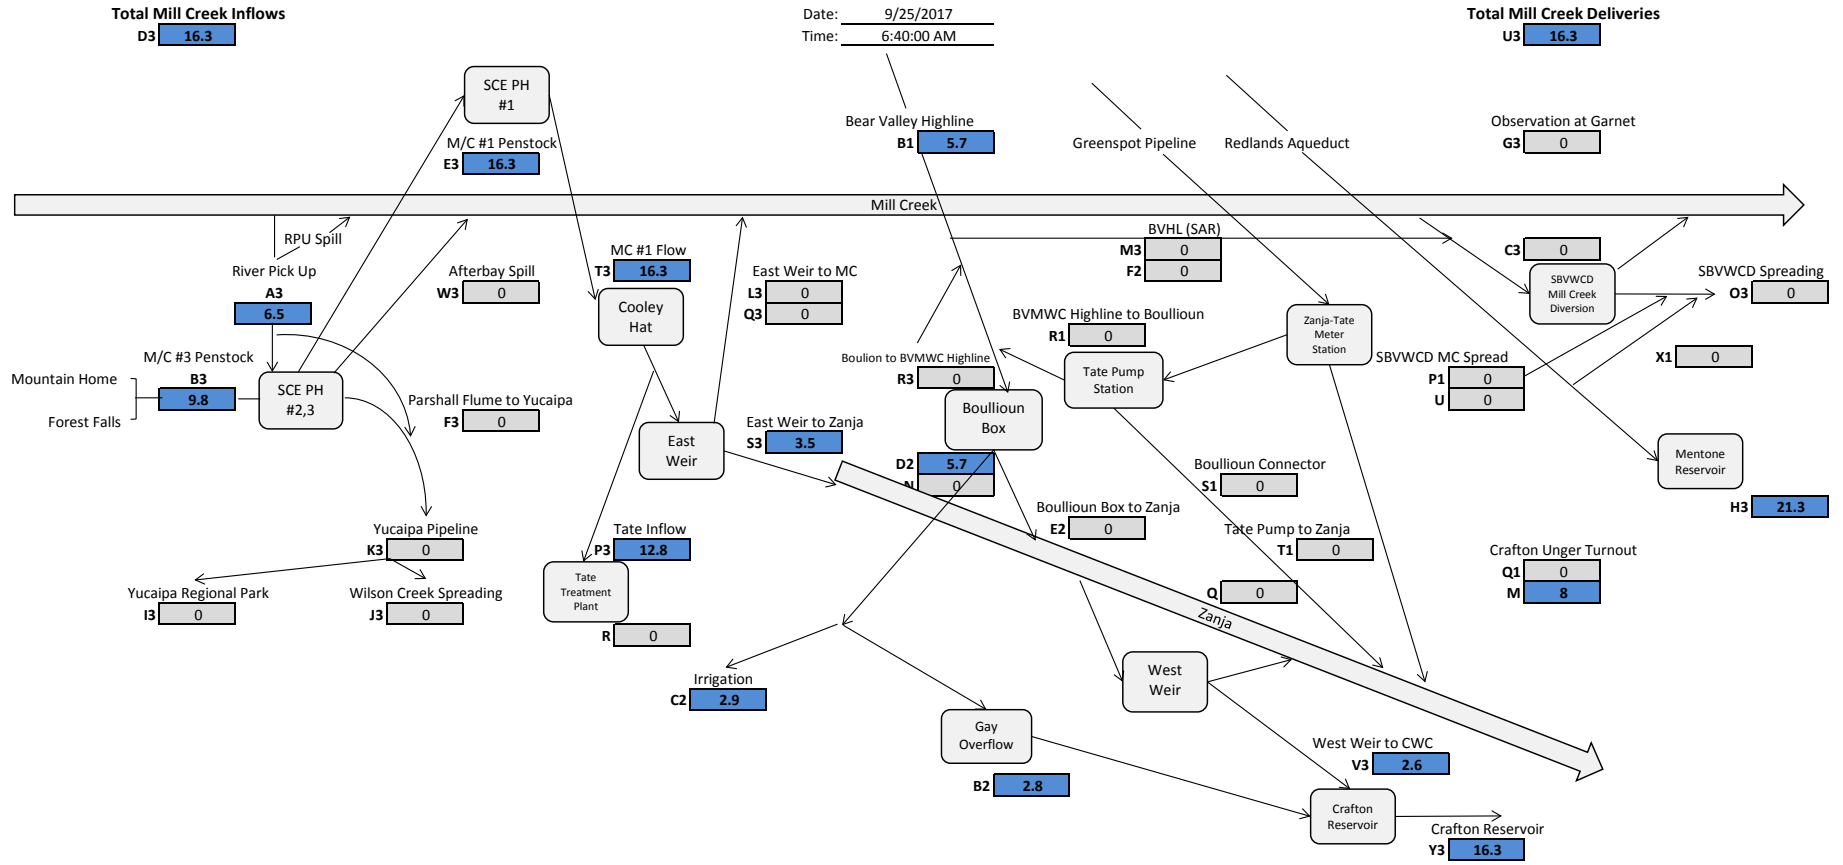 Total Mill Creek Inflows
D3 16.3
Date: 9/25/2017
Time: 6:40:00 AM
Total Mill Creek Deliveries
U3 16.3
SCE PH
#1
M/C #1 Penstock
E3 16.3
Bear Valley Highline
B1 5.7
Greenspot Pipeline
Redlands Aqueduct
Observation at Garnet
G3 0
Mill Creek
RPU Spill
River Pick Up
A3
6.5
Afterbay Spill
W3 0
MC #1 Flow
T3 16.3
Cooley
Hat
East Weir to MC
L3 0
Q3 0
BVHL (SAR)
M3 0
F2 0
C3 0
SBVWCD
Mill Creek
Diversion
SBVWCD Spreading
O3 0
BVMWC Highline to Boullioun
R1 0
Zanja-Tate
Meter
Station
M/C #3 Penstock
B3
9.8
Mountain Home
Forest Falls
SCE PH
#2,3
Parshall Flume to Yucaipa
F3 0
Boulion to BVMWC Highline
R3 0
Tate Pump
Station
SBVWCD MC Spread
P1 0
U 0
X1 0
Boullioun
Box
East
Weir
East Weir to Zanja
S3 3.5
D2 5.7
N 0
Boullioun Connector
S1 0
Mentone
Reservoir
H3 21.3
Boullioun Box to Zanja
E2 0
Tate Pump to Zanja
T1 0
Yucaipa Pipeline
K3 0
Tate Inflow
P3 12.8
Tate
Treatment
Plant
R 0
Crafton Unger Turnout
Q1 0
M 8
Yucaipa Regional Park
I3 0
Wilson Creek Spreading
J3 0
Q 0
Zanja
Irrigation
C2 2.9
West
Weir
Gay
Overflow
B2 2.8
West Weir to CWC
V3 2.6
Crafton
Reservoir
Crafton Reservoir
Y3 16.3